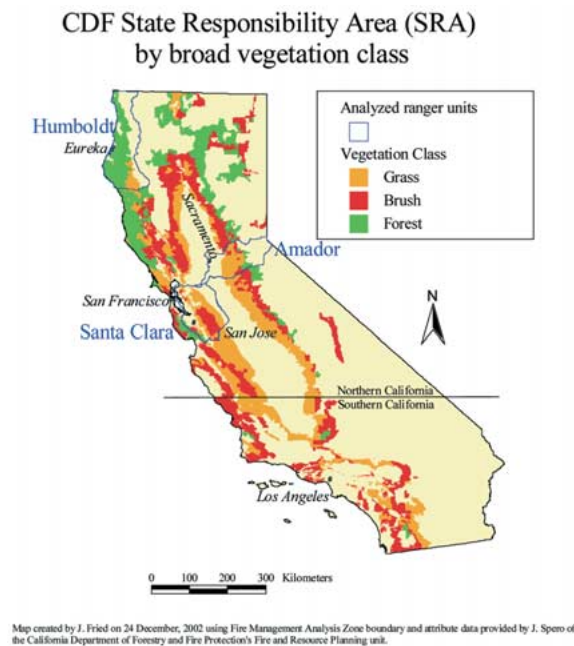 CDF State Responsibility Area (SRA)
by broad vegetation class
Analyzed ranger units
Vegetation Class
Grass
Brush
Forest
Humboldt
Eureka
Sacramento
Amador
San Francisco
Santa Clara
San Jose
N
Northern California
Southern California
Los Angeles
0 100 200 300 Kilometers
Map created by J. Fried on 24 December, 2002 using Fire Management Analysis Zone boundary and attribute data provided by J. Spero of
the California Department of Forestry and Fire Protection's Fire and Resource Planning unit.